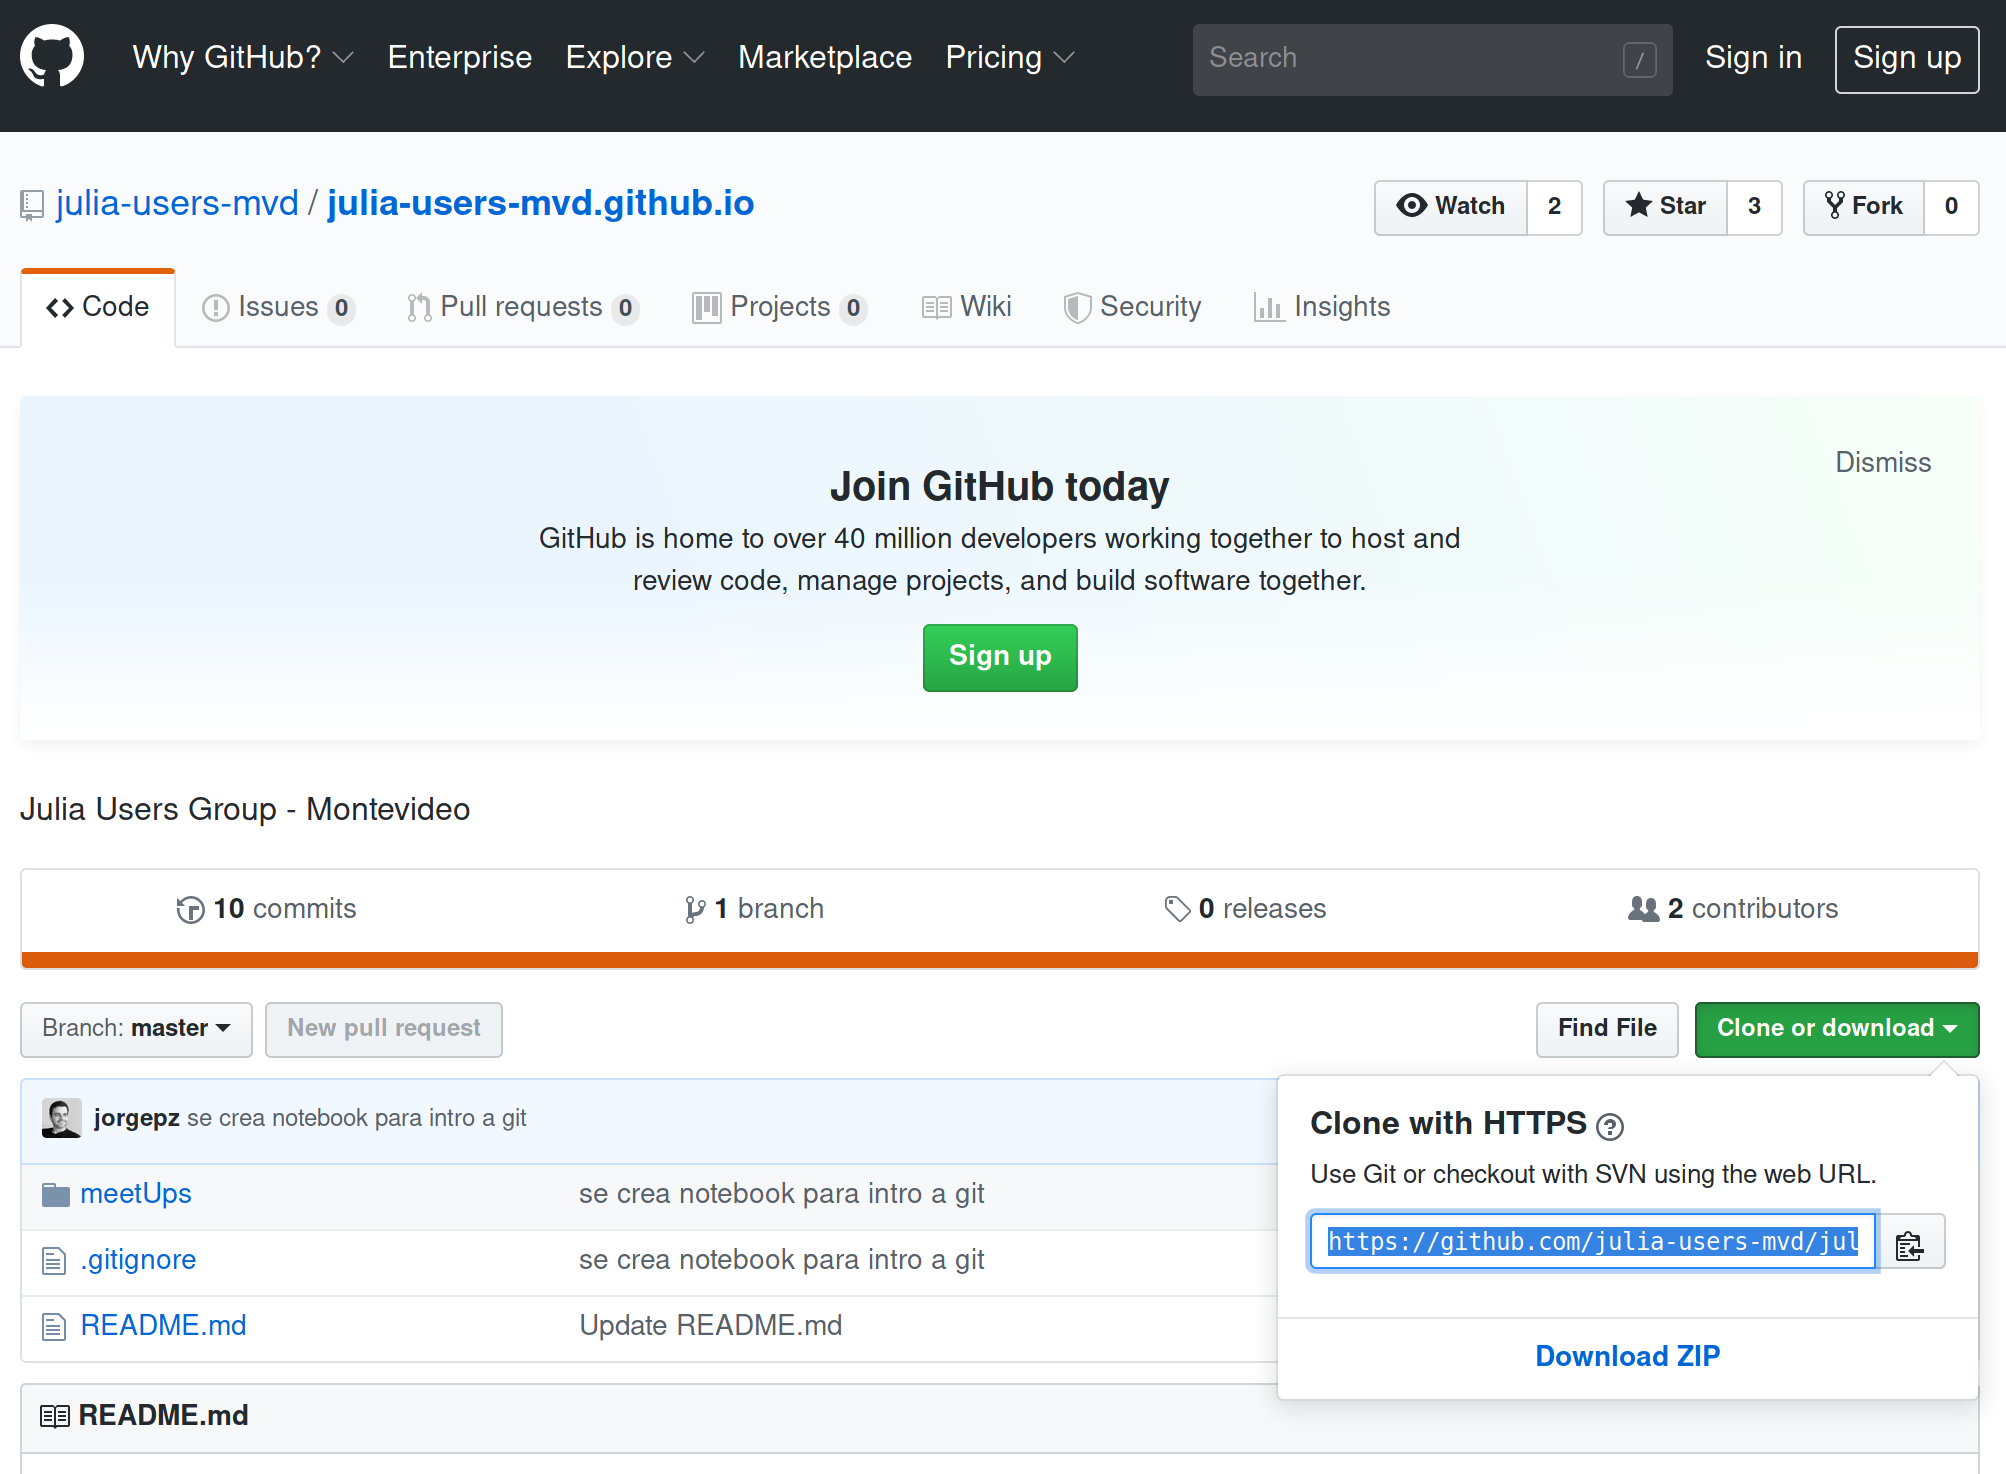 Why GitHub? Enterprise Explore Marketplace Pricing Search / Sign in Sign up
julia-users-mvd / julia-users-mvd.github.io Watch 2 Star 3 Fork 0
Code Issues 0 Pull requests 0 Projects 0 Wiki Security Insights
Dismiss
Join GitHub today
GitHub is home to over 40 million developers working together to host and
review code, manage projects, and build software together.
Sign up
Julia Users Group - Montevideo
10 commits 1 branch 0 releases 2 contributors
Branch: master New pull request Find File Clone or download
jorgepz se crea notebook para intro a git
meetUps se crea notebook para intro a git
.gitignore se crea notebook para intro a git
README.md Update README.md
Clone with HTTPS ?
Use Git or checkout with SVN using the web URL.
https://github.com/julia-users-mvd/jul
Download ZIP
README.md